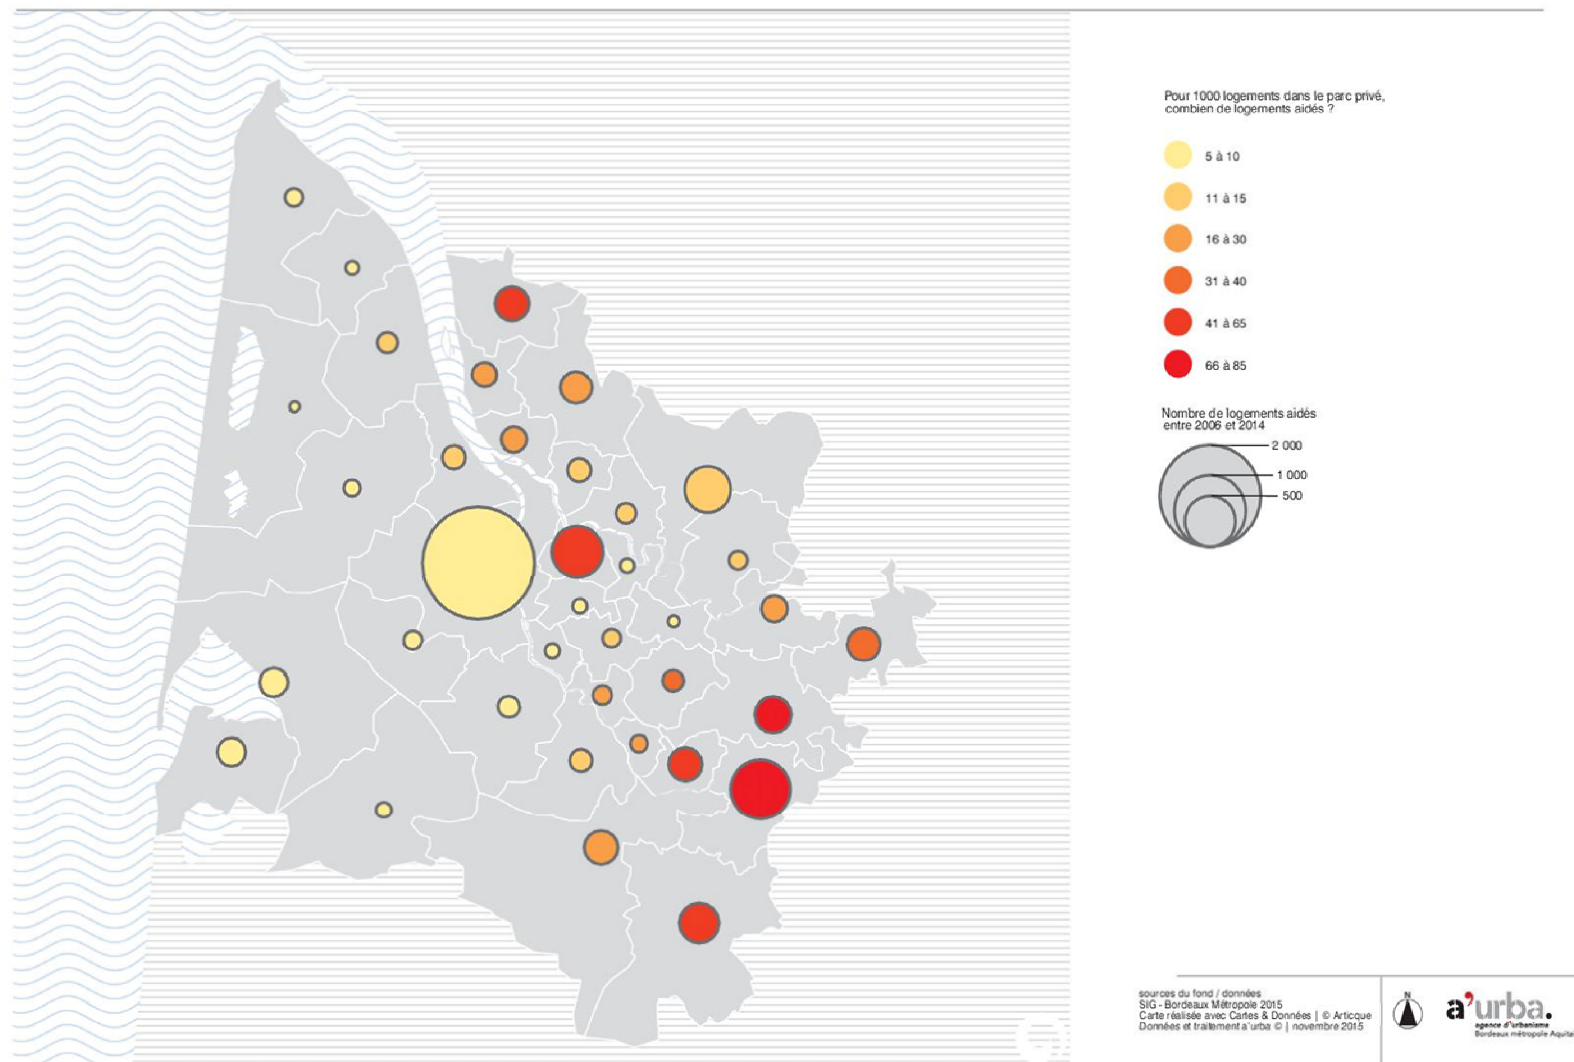 Pour 1000 logements dans le parc privé,
combien de logements aidés ?
5 à 10
11 à 15
16 à 30
31 à 40
41 à 65
66 à 85
Nombre de logements aidés
entre 2006 et 2014
2 000
1 000
500
sources du fond / données
SIG - Bordeaux Métropole 2015
Carte réalisée avec Cartes & Données | © Articque
Données et traitement a'urba © | novembre 2015
N
a'urba.
agence d'urbanisme
Bordeaux métropole Aquitai